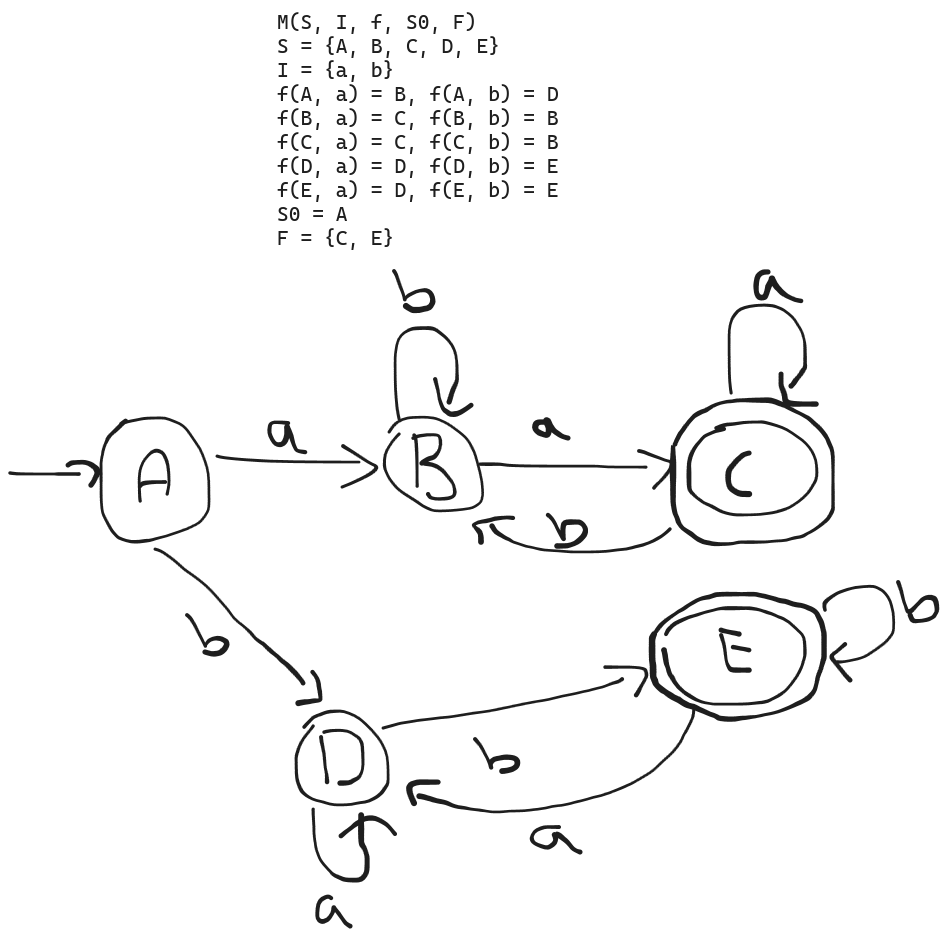 M(S, I, f, S0, F)
S = {A, B, C, D, E}
I = {a, b}
f(A, a) = B, f(A, b) = D
f(B, a) = C, f(B, b) = B
f(C, a) = C, f(C, b) = B
f(D, a) = D, f(D, b) = E
f(E, a) = D, f(E, b) = E
S0 = A
F = {C, E}
b
a
a
a
A
B
C
b
b
E
b
b
D
a
a